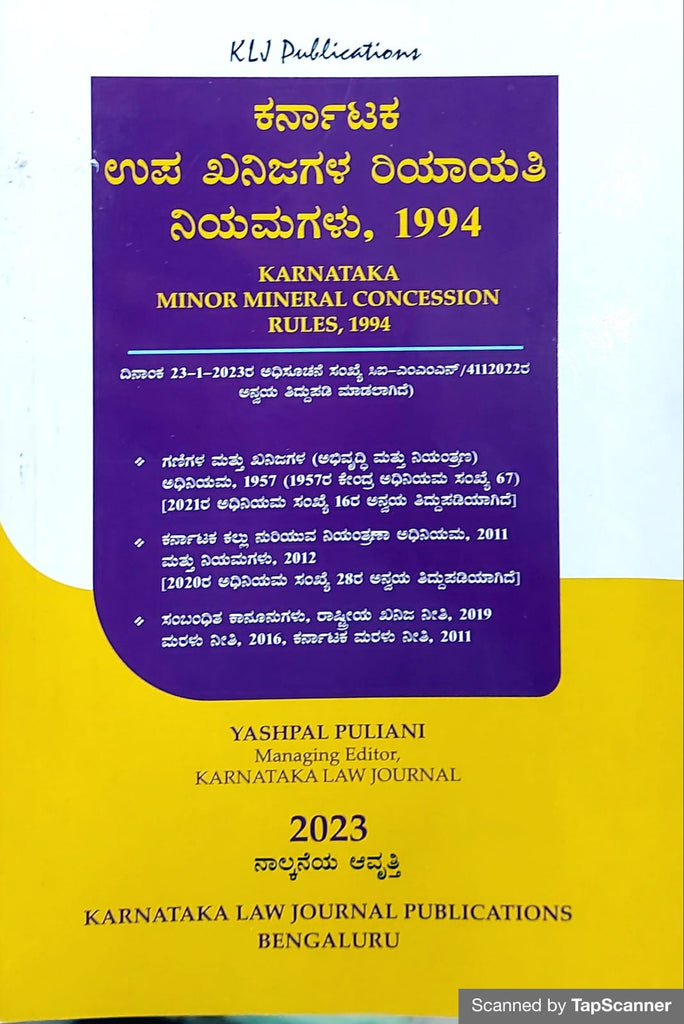 KLJ Publications
ಕರ್ನಾಟಕ
ಉಪ ಖನಿಜಗಳ ರಿಯಾಯತಿ
ನಿಯಮಗಳು, 1994
KARNATAKA
MINOR MINERAL CONCESSION
RULES, 1994
ದಿನಾಂಕ 23-1-2023ರ ಅಧಿಸೂಚನೆ ಸಂಖ್ಯೆ ಸಿಐ-ಎಂಎಂಎನ್/4112022ರ
ಅನ್ವಯ ತಿದ್ದುಪಡಿ ಮಾಡಲಾಗಿದೆ)
ಗಣಿಗಳ ಮತ್ತು ಖನಿಜಗಳ (ಅಭಿವೃದ್ಧಿ ಮತ್ತು ನಿಯಂತ್ರಣ)
ಅಧಿನಿಯಮ, 1957 (1957ರ ಕೇಂದ್ರ ಅಧಿನಿಯಮ ಸಂಖ್ಯೆ 67)
[2021ರ ಅಧಿನಿಯಮ ಸಂಖ್ಯೆ 16ರ ಅನ್ವಯ ತಿದ್ದುಪಡಿಯಾಗಿದೆ]
ಕರ್ನಾಟಕ ಕಲ್ಲು ನುರಿಯುವ ನಿಯಂತ್ರಣಾ ಅಧಿನಿಯಮ, 2011
ಮತ್ತು ನಿಯಮಗಳು, 2012
[2020ರ ಅಧಿನಿಯಮ ಸಂಖ್ಯೆ 28ರ ಅನ್ವಯ ತಿದ್ದುಪಡಿಯಾಗಿದೆ]
ಸಂಬಂಧಿತ ಕಾನೂನುಗಳು, ರಾಷ್ಟ್ರೀಯ ಖನಿಜ ನೀತಿ, 2019
ಮರಳು ನೀತಿ, 2016, ಕರ್ನಾಟಕ ಮರಳು ನೀತಿ, 2011
YASHPAL PULIANI
Managing Editor,
KARNATAKA LAW JOURNAL
2023
ನಾಲ್ಕನೆಯ ಆವೃತ್ತಿ
KARNATAKA LAW JOURNAL PUBLICATIONS
BENGALURU
Scanned by TapScanner